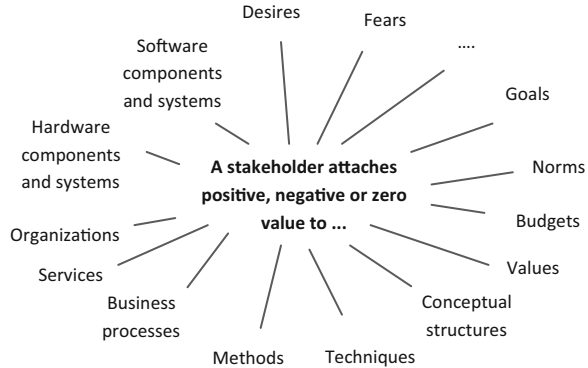 Desires
Fears
....
Software
components
and systems
Goals
Hardware
components
and systems
A stakeholder attaches
positive, negative or zero
value to ...
Norms
Budgets
Organizations
Values
Services
Business
processes
Conceptual
structures
Methods
Techniques